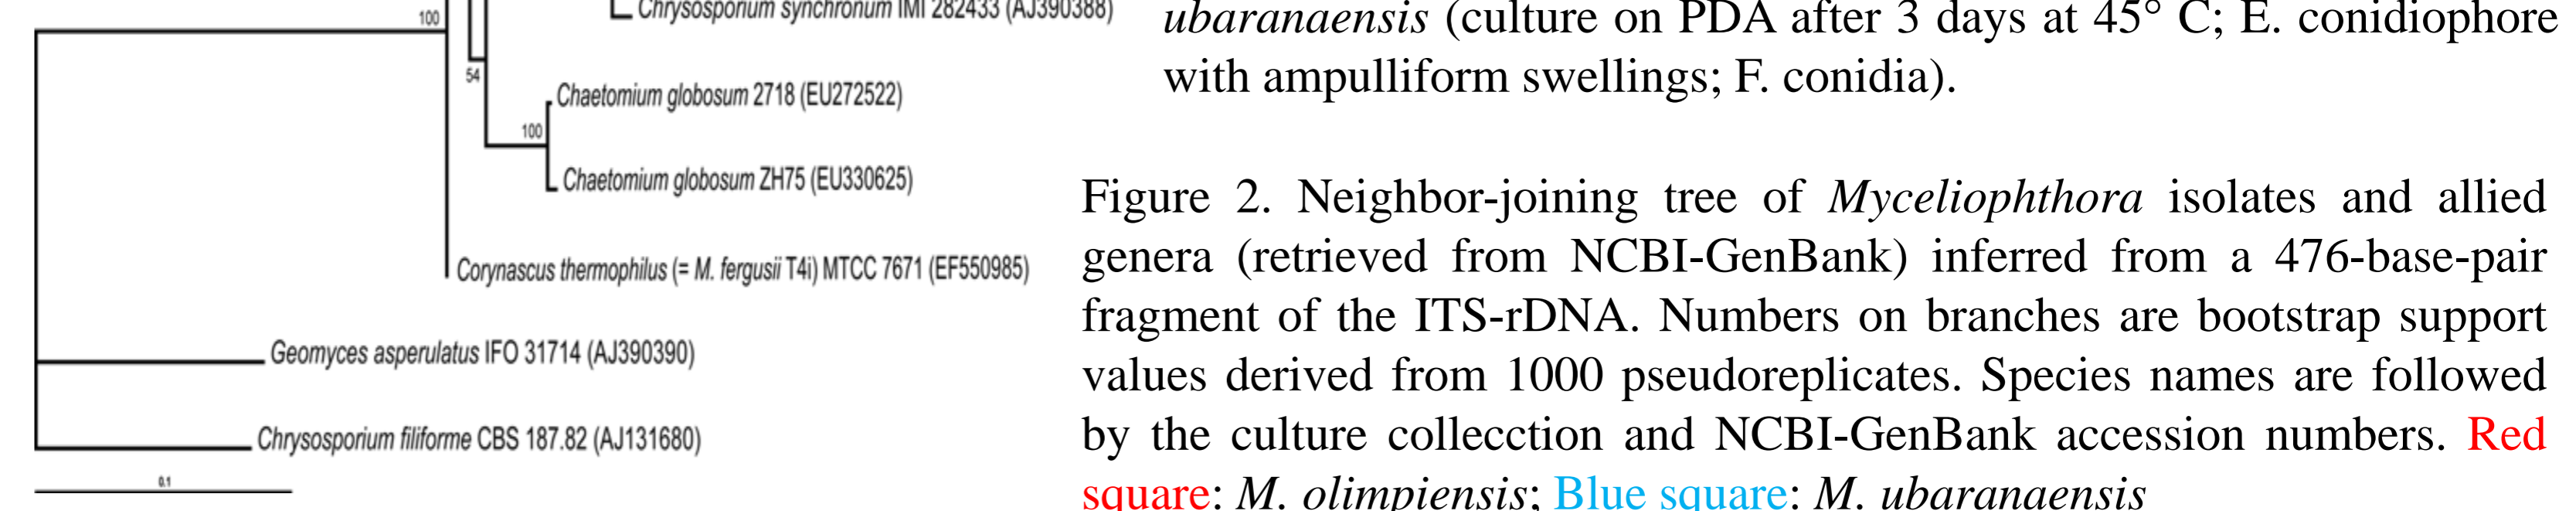 Chrysosporium synchronum IMI 282433 (AJ390388)
100
54
Chaetomium globosum 2718 (EU272522)
100
Chaetomium globosum ZH75 (EU330625)
Corynascus thermophilus (= M. fergusii T4i) MTCC 7671 (EF550985)
Geomyces asperulatus IFO 31714 (AJ390390)
Chrysosporium filiforme CBS 187.82 (AJ131680)
0.1
ubaranaensis (culture on PDA after 3 days at 45° C; E. conidiophore
with ampulliform swellings; F. conidia).
Figure 2. Neighbor-joining tree of Myceliophthora isolates and allied
genera (retrieved from NCBI-GenBank) inferred from a 476-base-pair
fragment of the ITS-rDNA. Numbers on branches are bootstrap support
values derived from 1000 pseudoreplicates. Species names are followed
by the culture collecction and NCBI-GenBank accession numbers. Red
square: M. olimpiensis; Blue square: M. ubaranaensis